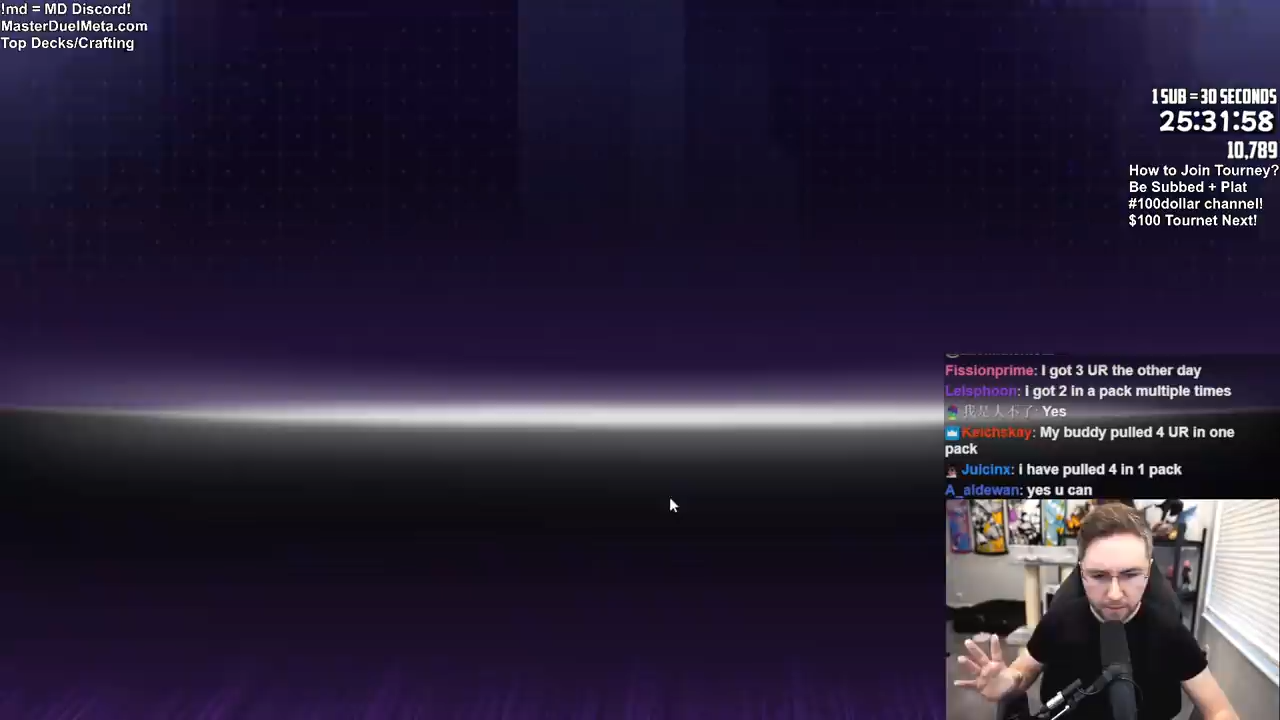 !md = MD Discord!
MasterDuelMeta.com
Top Decks/Crafting
1 SUB = 30 SECONDS
25:31:58
10,789
How to Join Tourney?
Be Subbed + Plat
#100dollar channel!
$100 Tournet Next!
Fissionprime: I got 3 UR the other day
Leisphoon: i got 2 in a pack multiple times
我是人不了: Yes
Keichskay: My buddy pulled 4 UR in one
pack
Juicinx: i have pulled 4 in 1 pack
A_aldewan: yes u can